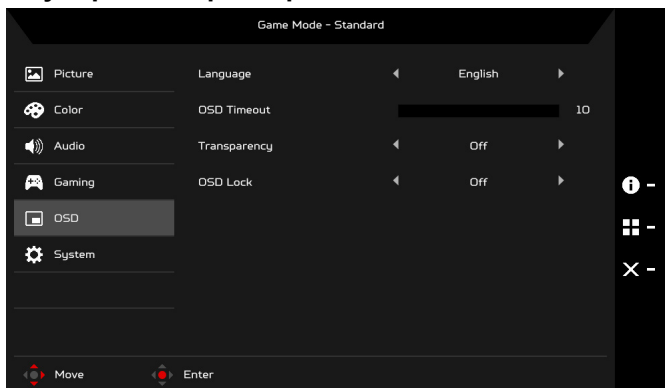 Game Mode - Standard
Picture
Language English
Color
OSD Timeout 10
Audio
Transparency Off
Gaming
OSD Lock Off
OSD
System
Move Enter